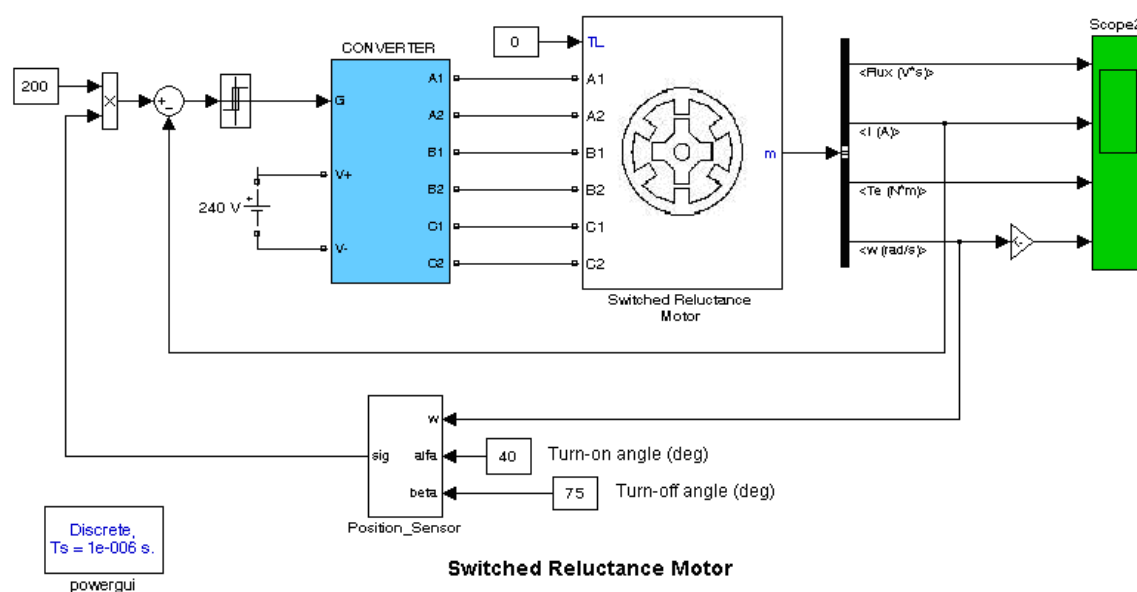 Scope2
CONVERTER
0
TL
200
A1
A1
<Flux (V*s)>
G
A2
A2
<I (A)>
B1
B1
m
V+
B2
B2
<Te (N*m)>
240 V
+
C1
C1
V-
<w (rad/s)>
C2
C2
Switched Reluctance
Motor
w
sig
alfa
40
Turn-on angle (deg)
beta
75
Turn-off angle (deg)
Position_Sensor
Discrete,
Ts = 1e-006 s.
powergui
Switched Reluctance Motor